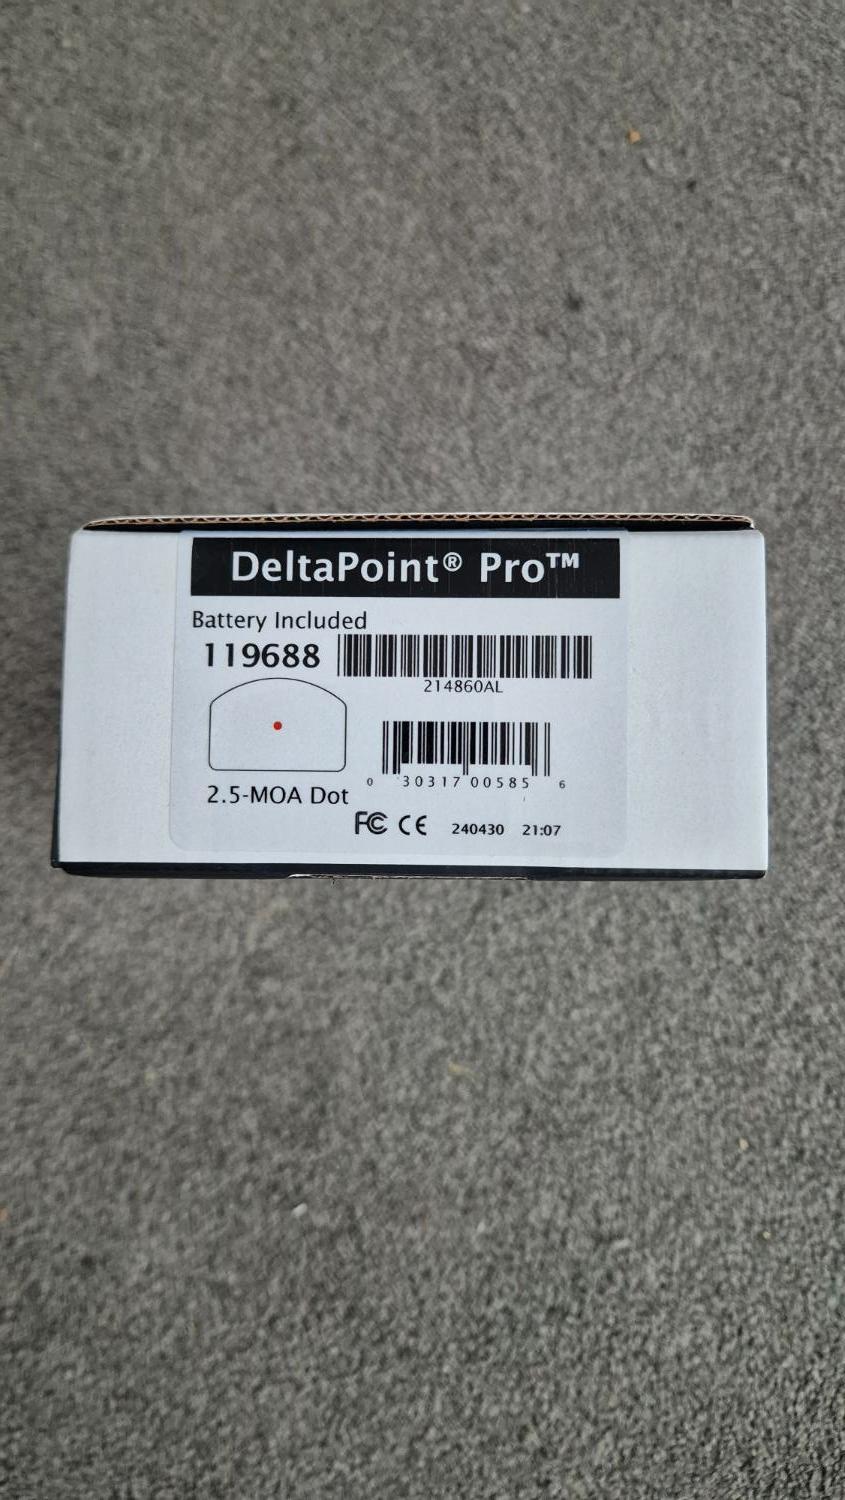 DeltaPoint® Pro™
Battery Included
119688
214860AL
0 30317 00585 6
2.5-MOA Dot
FC CE 240430 21:07